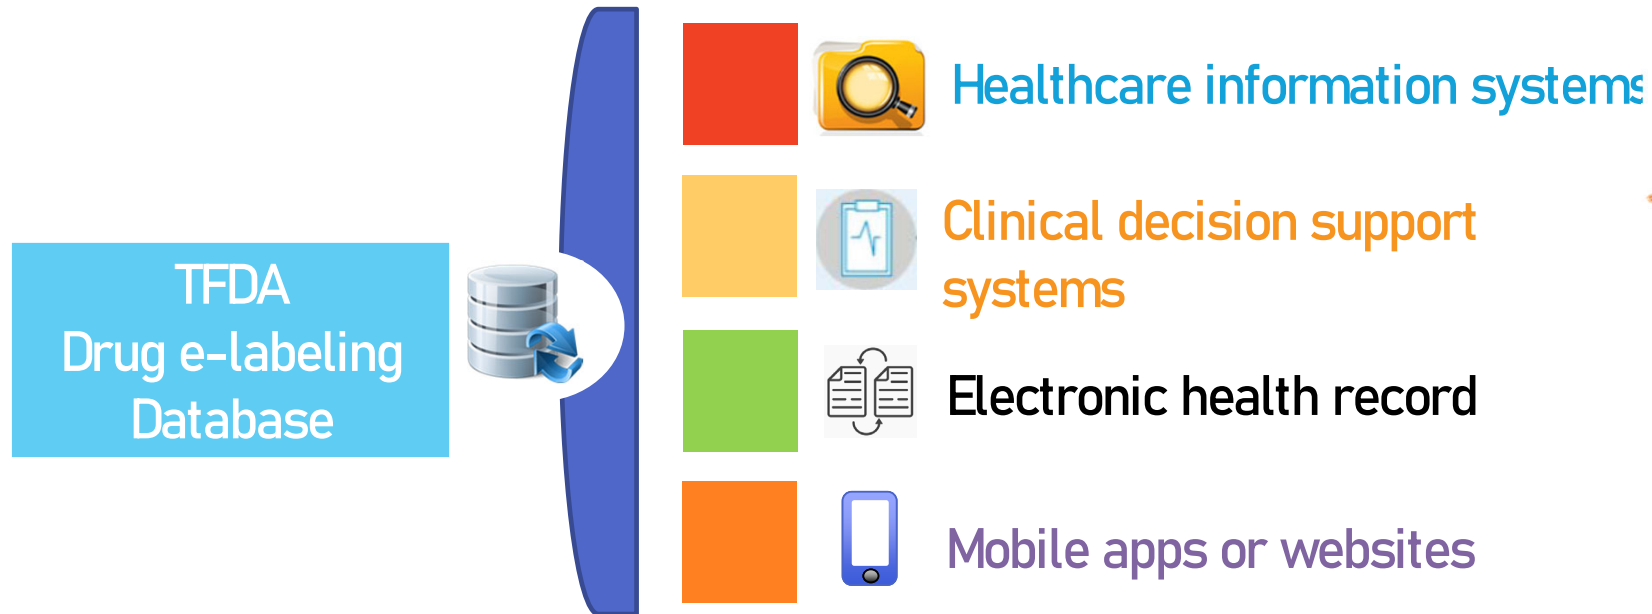 TFDA
Drug e-labeling
Database
Healthcare information systems
Clinical decision support
systems
Electronic health record
Mobile apps or websites